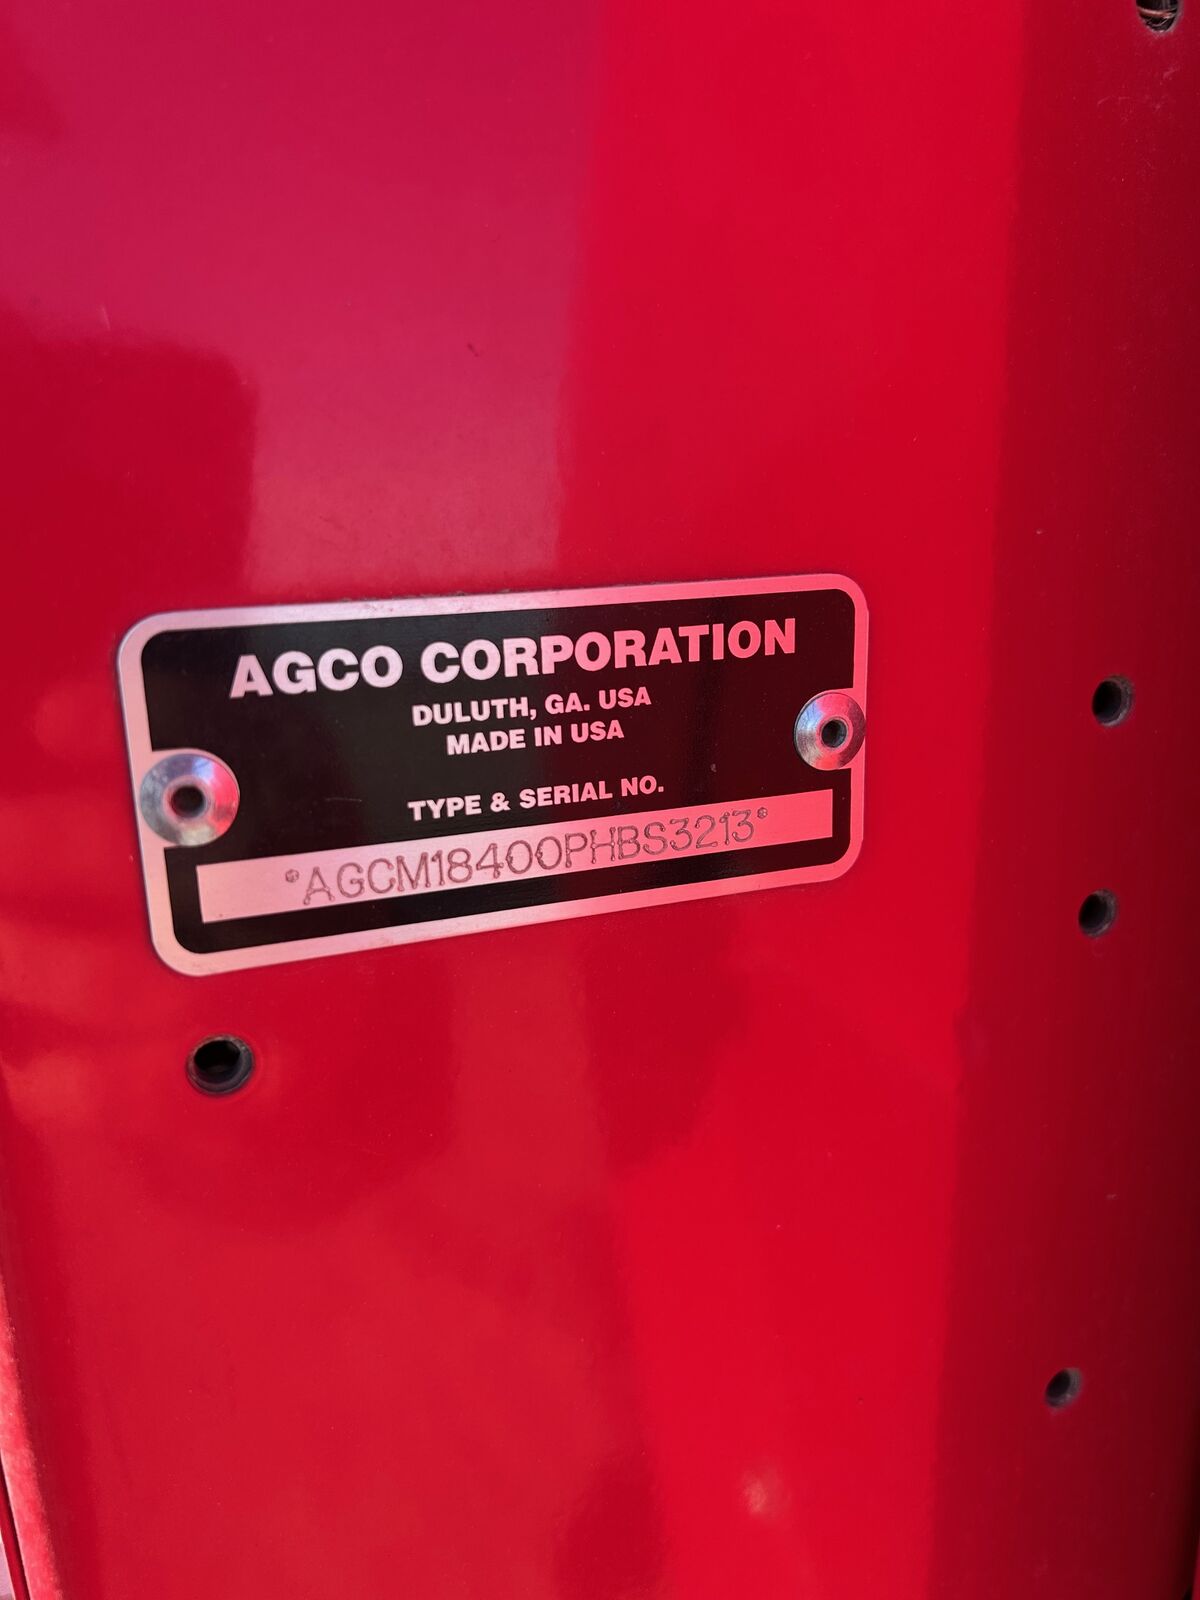 AGCO CORPORATION
DULUTH, GA. USA
MADE IN USA
TYPE & SERIAL NO.
*AGCM18400PHBS3213*